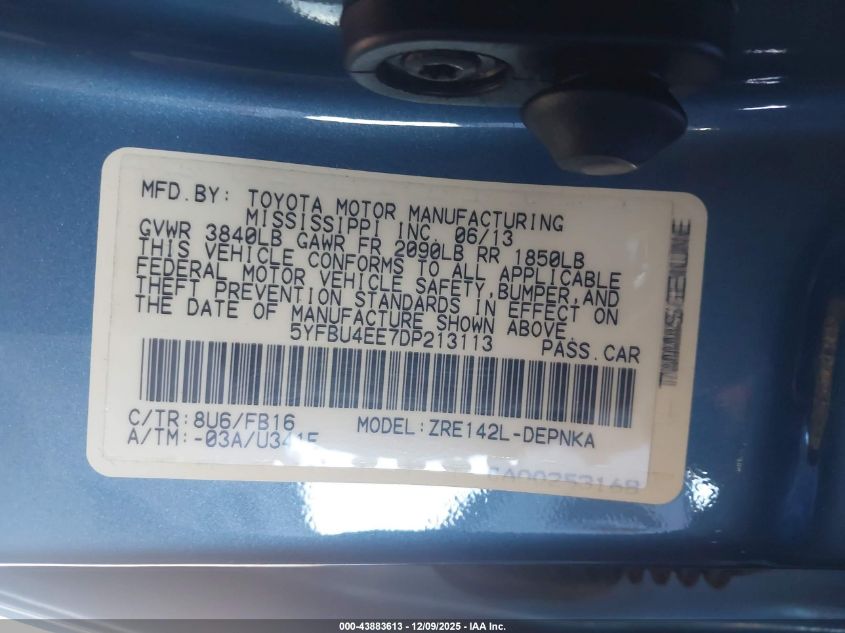 MFD.BY: TOYOTA MOTOR MANUFACTURING
MISSISSIPPI INC. 06/13
GVWR 3840LB GAWR FR 2090LB RR 1850LB
THIS VEHICLE CONFORMS TO ALL APPLICABLE
FEDERAL MOTOR VEHICLE SAFETY,BUMPER,AND
THEFT PREVENTION STANDARDS IN EFFECT ON
THE DATE OF MANUFACTURE SHOWN ABOVE.
5YFBU4EE7DP213113 PASS.CAR
C/TR:8U6/FB16 MODEL:ZRE142L-DEPNKA
A/TM:-03A/U341F
000-43883613 - 12/09/2025 - IAA Inc.